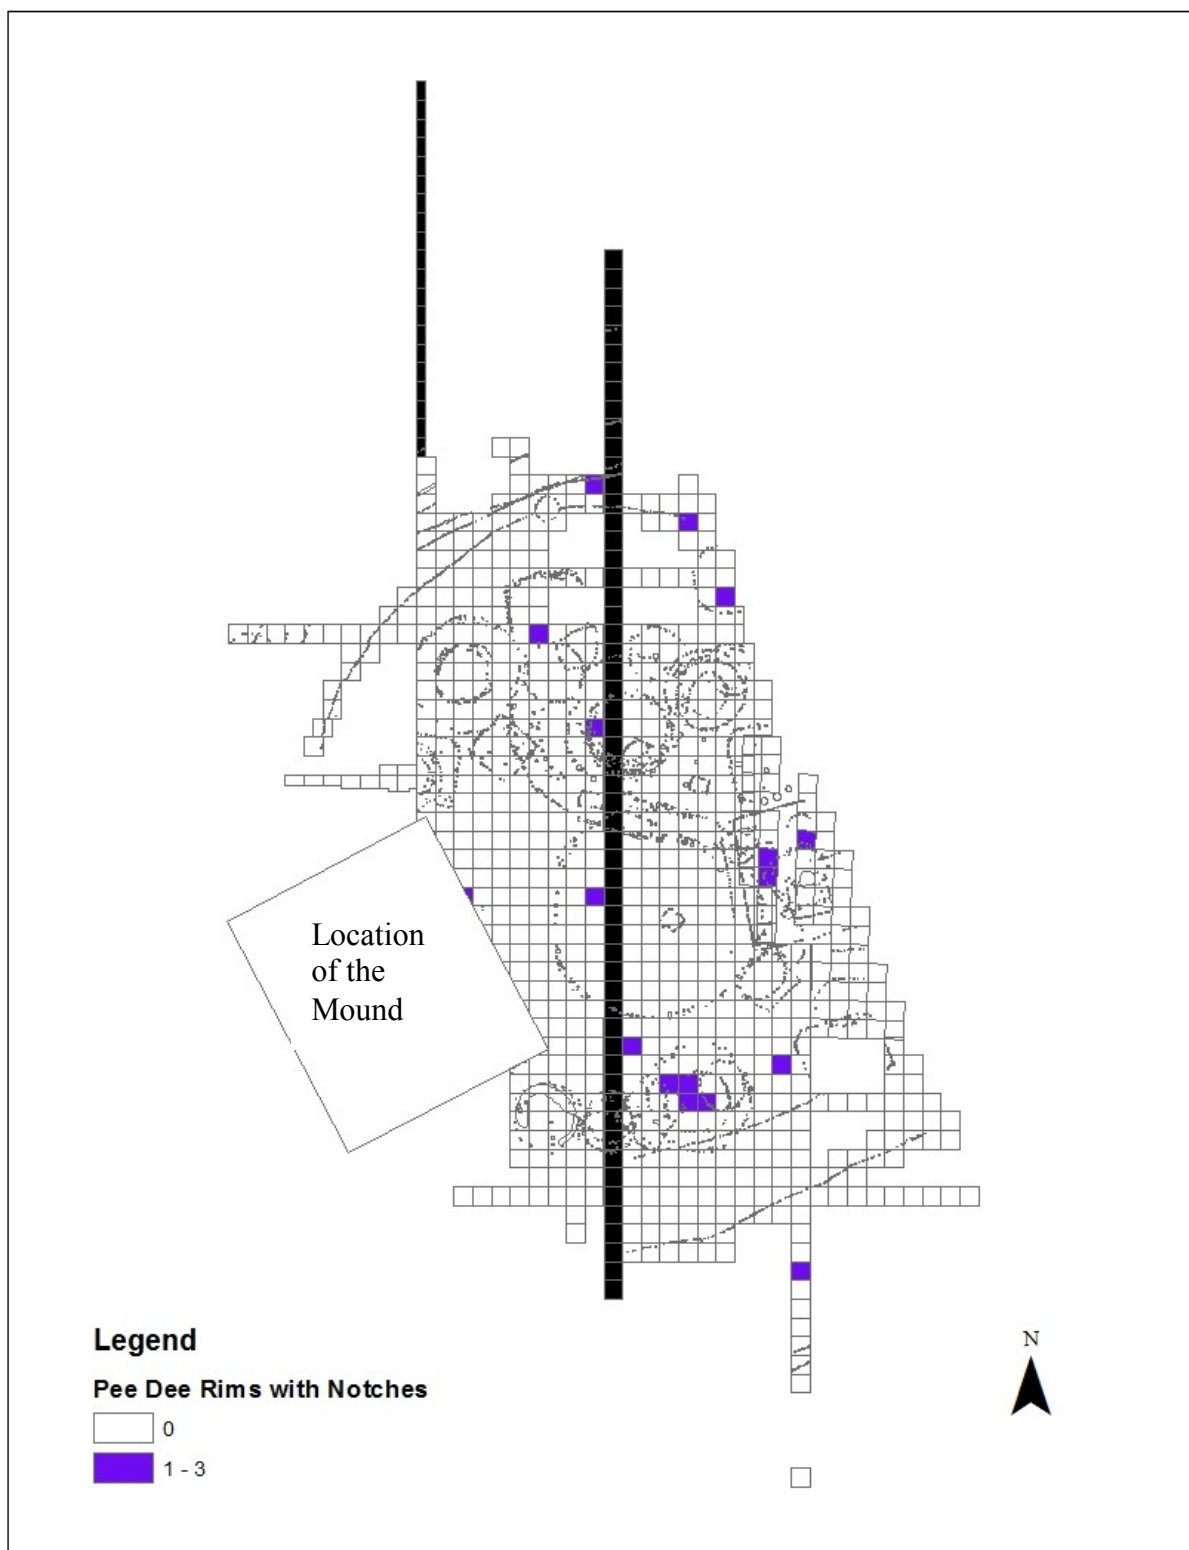 Location
of the
Mound
Legend
Pee Dee Rims with Notches
0
1 - 3
N